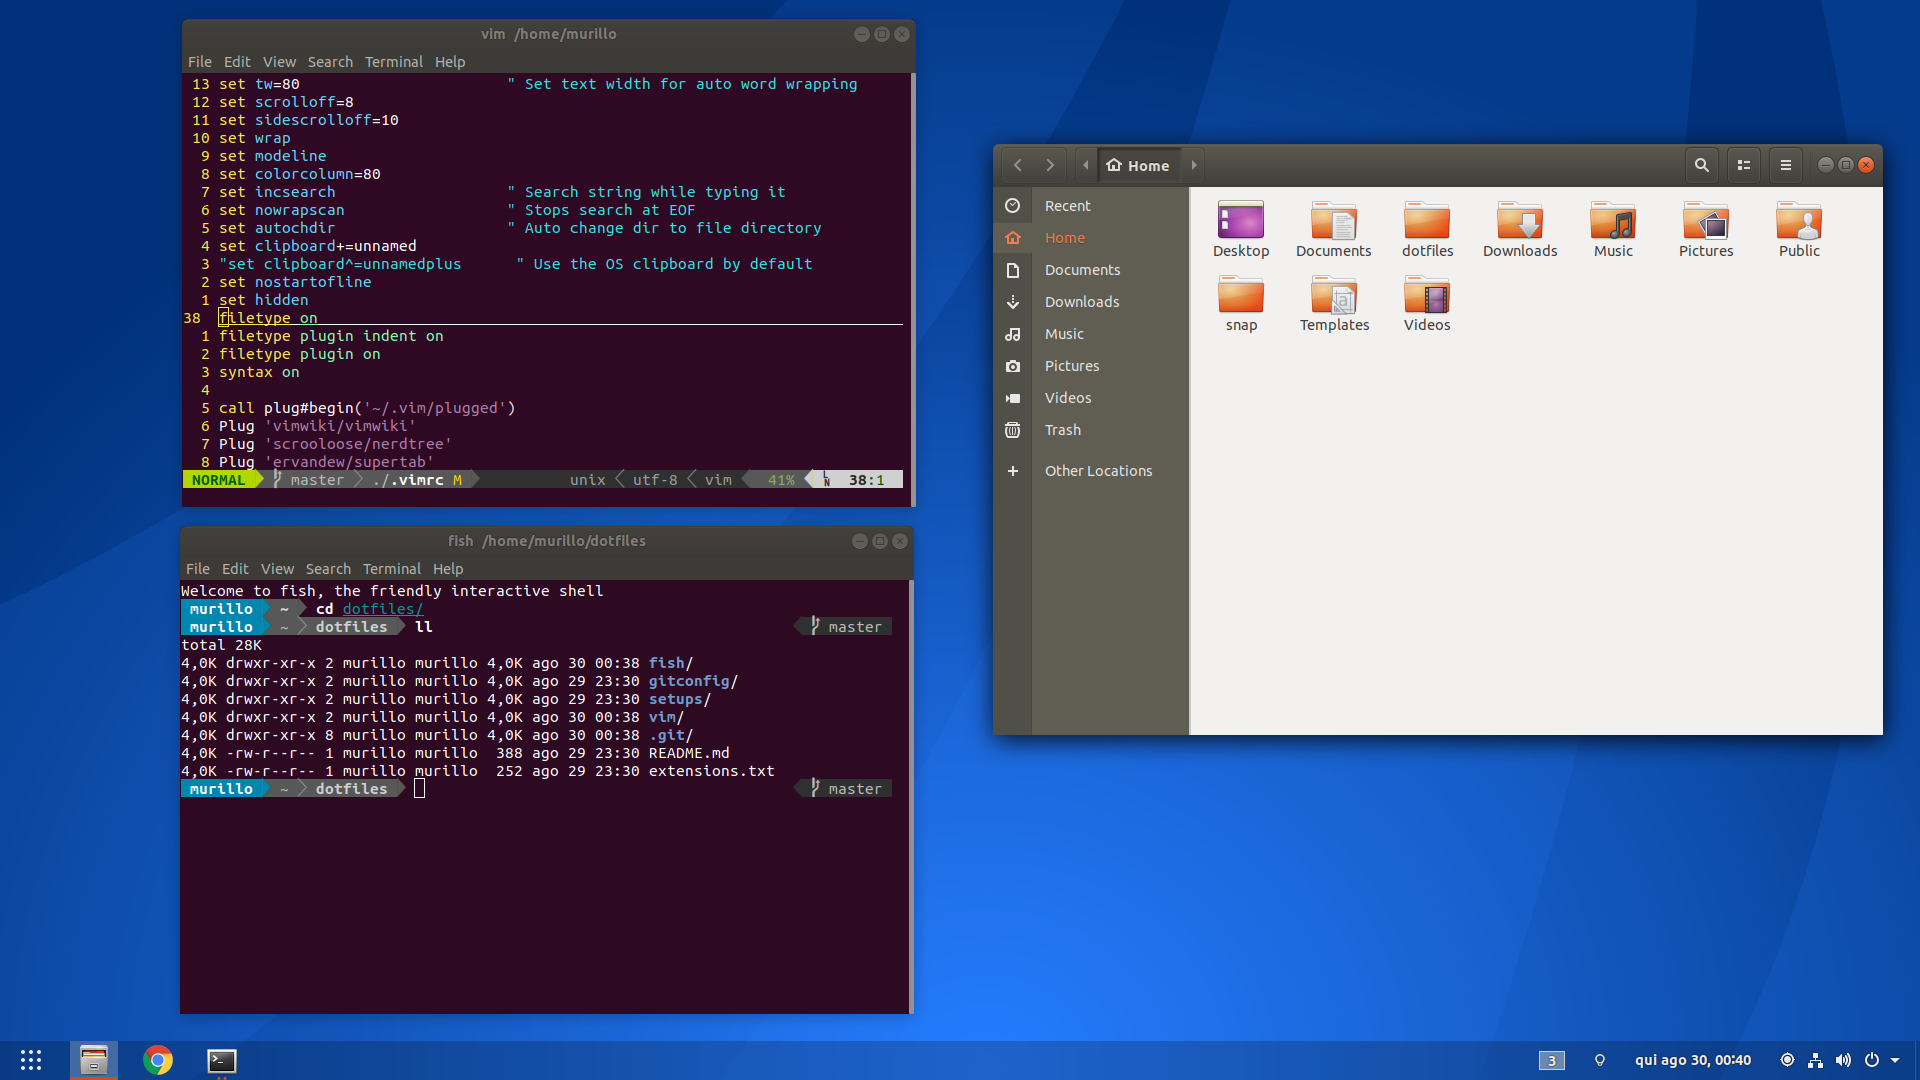 vim  /home/murillo
File Edit View Search Terminal Help
13 set tw=80                       " Set text width for auto word wrapping
12 set scrolloff=8
11 set sidescrolloff=10
10 set wrap
9 set modeline
8 set colorcolumn=80
7 set incsearch                   " Search string while typing it
6 set nowrapscan                  " Stops search at EOF
5 set autochdir                   " Auto change dir to file directory
4 set clipboard+=unnamed
3 "set clipboard^=unnamedplus      " Use the OS clipboard by default
2 set nostartofline
1 set hidden
38  filetype on
1 filetype plugin indent on
2 filetype plugin on
3 syntax on
4
5 call plug#begin('~/.vim/plugged')
6 Plug 'vimwiki/vimwiki'
7 Plug 'scrooloose/nerdtree'
8 Plug 'ervandew/supertab'
NORMAL master ./.vimrc M unix utf-8 vim 41% LN 38:1
fish  /home/murillo/dotfiles
File Edit View Search Terminal Help
Welcome to fish, the friendly interactive shell
murillo ~ cd dotfiles/
murillo ~ dotfiles ll master
total 28K
4,0K drwxr-xr-x 2 murillo murillo 4,0K ago 30 00:38 fish/
4,0K drwxr-xr-x 2 murillo murillo 4,0K ago 29 23:30 gitconfig/
4,0K drwxr-xr-x 2 murillo murillo 4,0K ago 29 23:30 setups/
4,0K drwxr-xr-x 2 murillo murillo 4,0K ago 30 00:38 vim/
4,0K drwxr-xr-x 8 murillo murillo 4,0K ago 30 00:38 .git/
4,0K -rw-r--r-- 1 murillo murillo  388 ago 29 23:30 README.md
4,0K -rw-r--r-- 1 murillo murillo  252 ago 29 23:30 extensions.txt
murillo ~ dotfiles master
Home
Recent
Home
Documents
Downloads
Music
Pictures
Videos
Trash
Other Locations
Desktop Documents dotfiles Downloads Music Pictures Public
snap Templates Videos
3 qui ago 30, 00:40